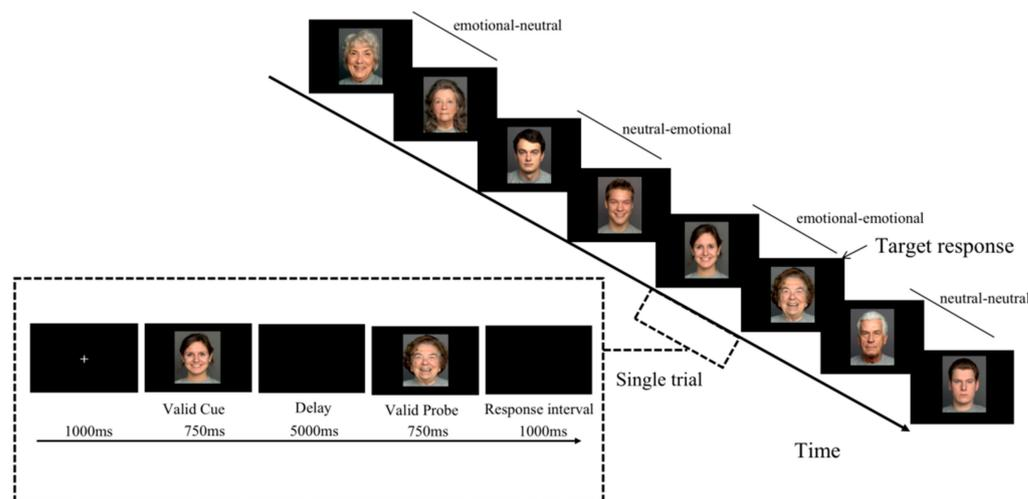 emotional-neutral
neutral-emotional
emotional-emotional
Target response
neutral-neutral
Single trial
Time
+
Valid Cue
Delay
Valid Probe
Response interval
1000ms
750ms
5000ms
750ms
1000ms